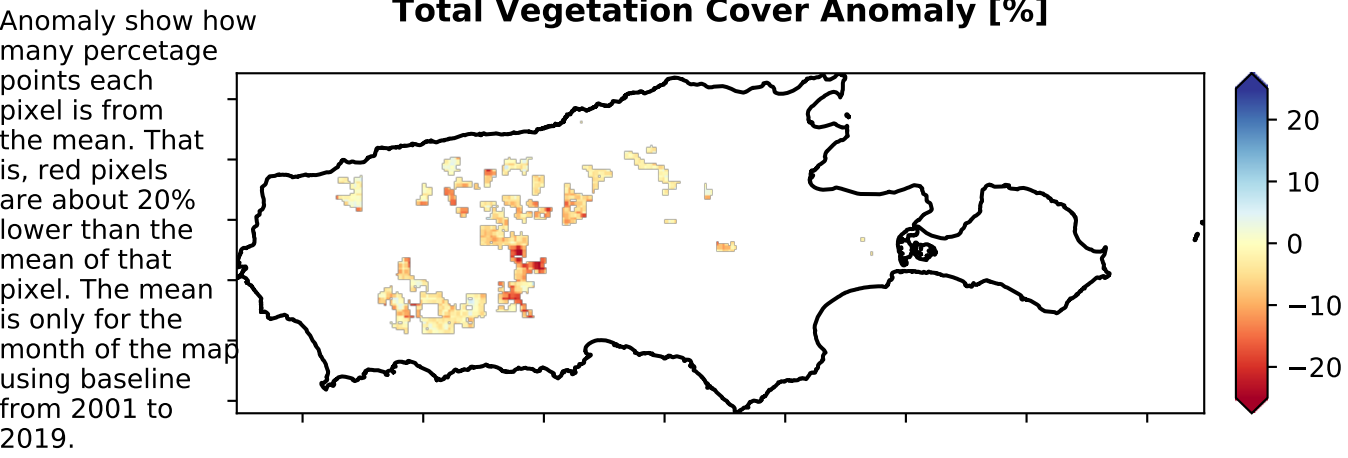 Total Vegetation Cover Anomaly [%]
Anomaly show how
many percetage
points each
pixel is from
the mean. That
is, red pixels
are about 20%
lower than the
mean of that
pixel. The mean
is only for the
month of the map
using baseline
from 2001 to
2019.
20
10
0
−10
−20